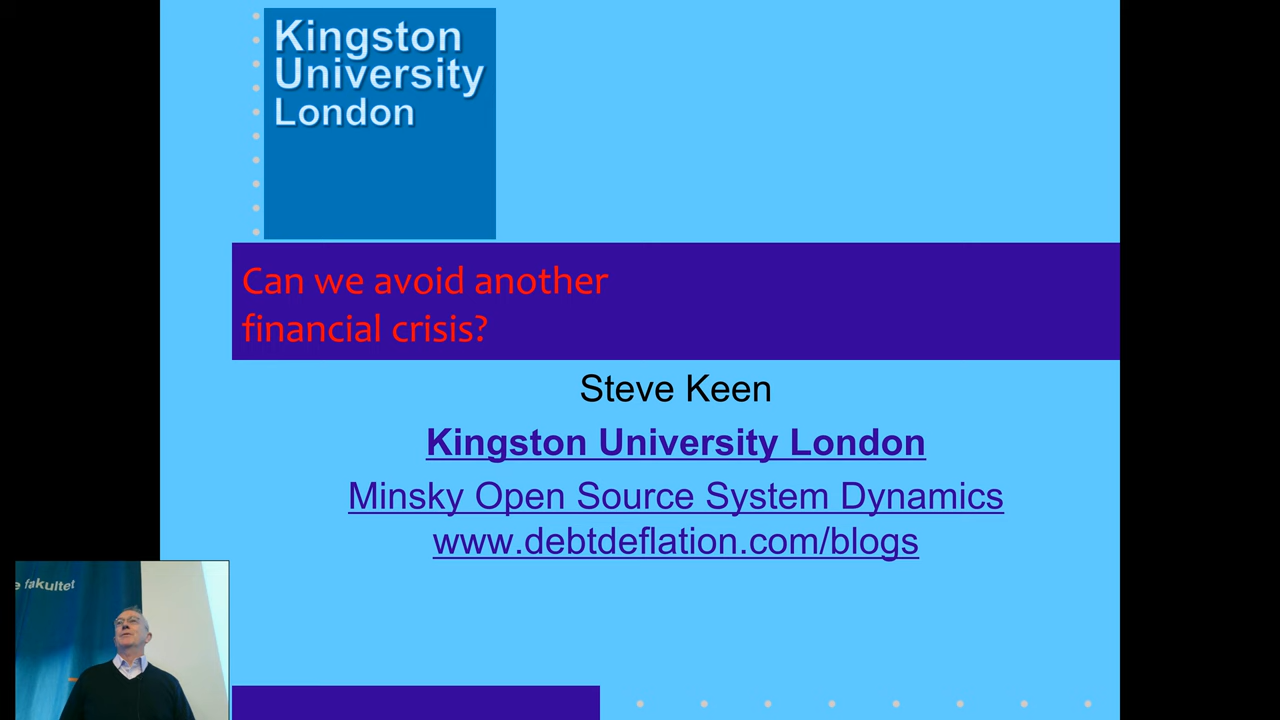 Kingston
University
London
Can we avoid another
financial crisis?
Steve Keen
Kingston University London
Minsky Open Source System Dynamics
www.debtdeflation.com/blogs
e fakultet